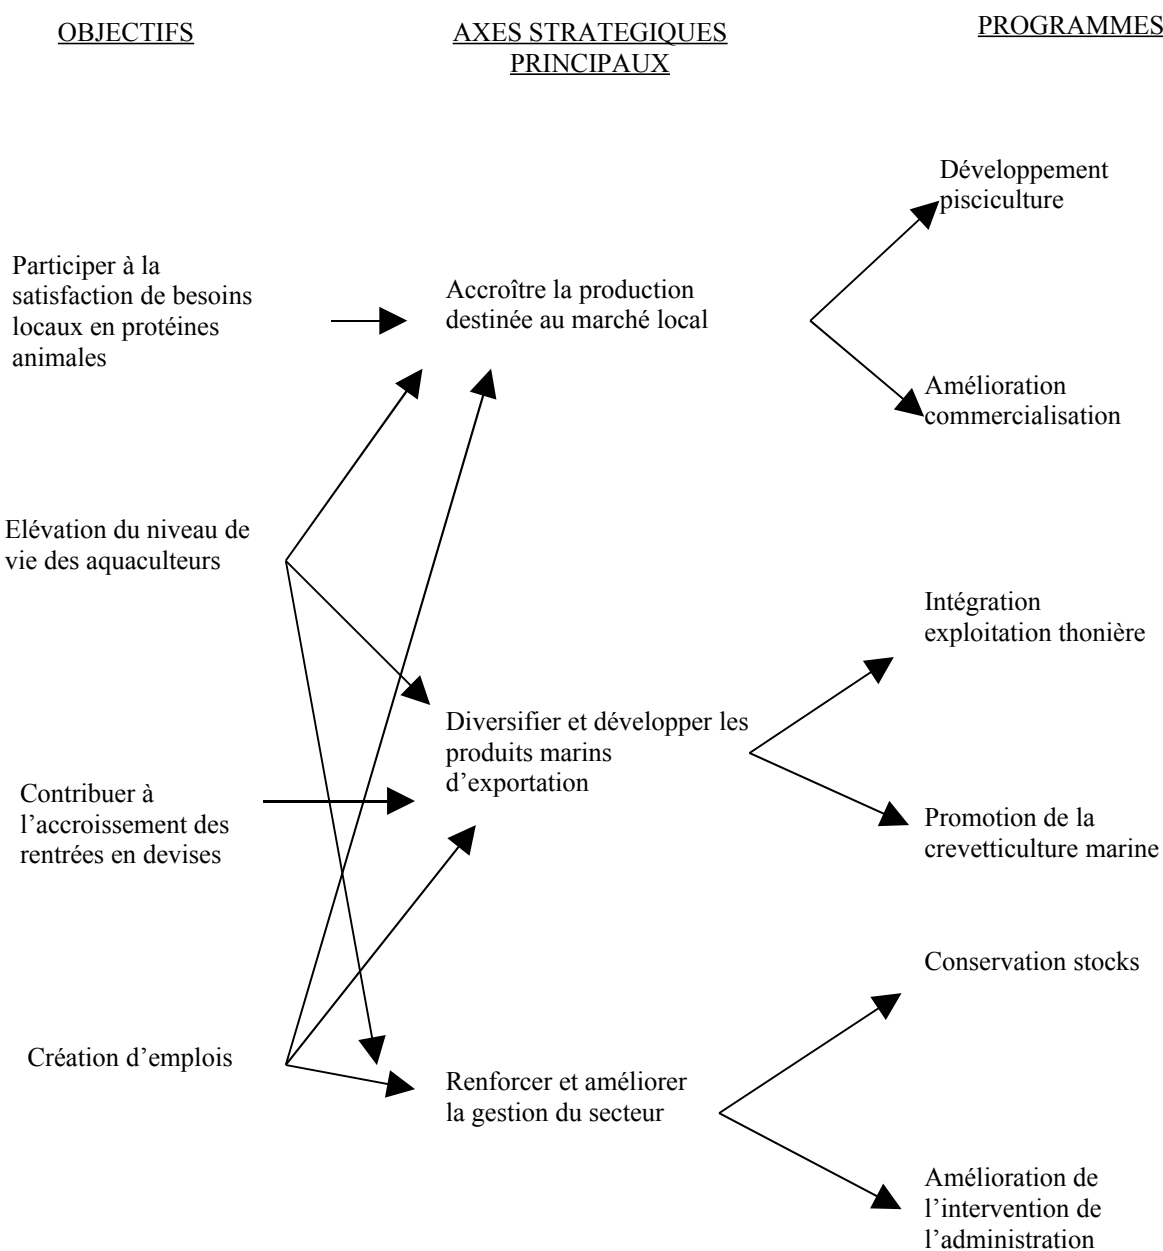 OBJECTIFS
AXES STRATEGIQUES
PRINCIPAUX
PROGRAMMES
Participer à la
satisfaction de besoins
locaux en protéines
animales
Accroître la production
destinée au marché local
Développement
pisciculture
Amélioration
commercialisation
Elévation du niveau de
vie des aquaculteurs
Intégration
exploitation thonière
Diversifier et développer les
produits marins
d’exportation
Contribuer à
l’accroissement des
rentrées en devises
Promotion de la
crevetticulture marine
Conservation stocks
Création d’emplois
Renforcer et améliorer
la gestion du secteur
Amélioration de
l’intervention de
l’administration